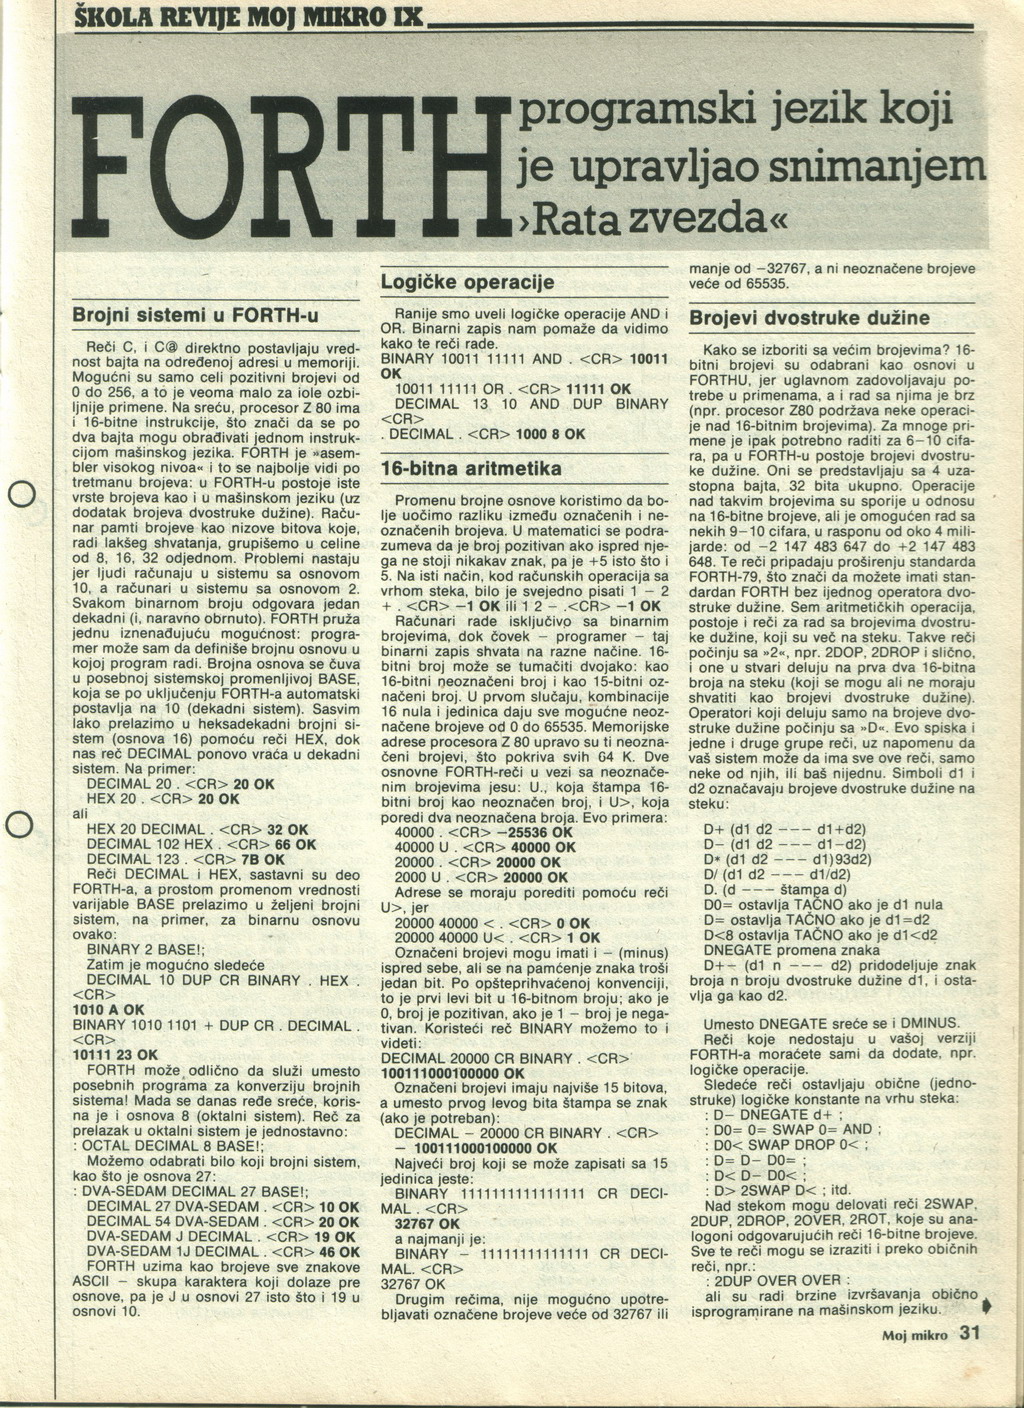 ŠKOLA REVIJE MOJ MIKRO IX
FORTH
programski jezik koji
je upravljao snimanjem
›Rata zvezda«
Brojni sistemi u FORTH-u
Reči C, i C@ direktno postavljaju vred-
nost bajta na određenoj adresi u memoriji.
Mogućni su samo celi pozitivni brojevi od
0 do 256, a to je veoma malo za iole ozbi-
ljnije primene. Na sreću, procesor Z 80 ima
i 16-bitne instrukcije, što znači da se po
dva bajta mogu obrađivati jednom instruk-
cijom mašinskog jezika. FORTH je »asem-
bler visokog nivoa« i to se najbolje vidi po
tretmanu brojeva: u FORTH-u postoje iste
vrste brojeva kao i u mašinskom jeziku (uz
dodatak brojeva dvostruke dužine). Raču-
nar pamti brojeve kao nizove bitova koje,
radi lakšeg shvatanja, grupišemo u celine
od 8, 16, 32 odjednom. Problemi nastaju
jer ljudi računaju u sistemu sa osnovom
10, a računari u sistemu sa osnovom 2.
Svakom binarnom broju odgovara jedan
dekadni (i, naravno obrnuto). FORTH pruža
jednu iznenađujuću mogućnost: progra-
mer može sam da definiše brojnu osnovu u
kojoj program radi. Brojna osnova se čuva
u posebnoj sistemskoj promenljivoj BASE,
koja se po uključenju FORTH-a automatski
postavlja na 10 (dekadni sistem). Sasvim
lako prelazimo u heksadekadni brojni si-
stem (osnova 16) pomoću reči HEX, dok
nas reč DECIMAL ponovo vraća u dekadni
sistem. Na primer:
DECIMAL 20 . <CR> 20 OK
HEX 20 . <CR> 20 OK
ali
HEX 20 DECIMAL . <CR> 32 OK
DECIMAL 102 HEX . <CR> 66 OK
DECIMAL 123 . <CR> 7B OK
Reči DECIMAL i HEX, sastavni su deo
FORTH-a, a prostom promenom vrednosti
varijable BASE prelazimo u željeni brojni
sistem, na primer, za binarnu osnovu
ovako:
BINARY 2 BASE!;
Zatim je mogućno sledeće
DECIMAL 10 DUP CR BINARY . HEX .
<CR>
1010 A OK
BINARY 1010 1101 + DUP CR . DECIMAL .
<CR>
10111 23 OK
FORTH može odlično da služi umesto
posebnih programa za konverziju brojnih
sistema! Mada se danas ređe sreće, koris-
na je i osnova 8 (oktalni sistem). Reč za
prelazak u oktalni sistem je jednostavno:
: OCTAL DECIMAL 8 BASE!;
Možemo odabrati bilo koji brojni sistem,
kao što je osnova 27:
: DVA-SEDAM DECIMAL 27 BASE!;
DECIMAL 27 DVA-SEDAM . <CR> 10 OK
DECIMAL 54 DVA-SEDAM . <CR> 20 OK
DVA-SEDAM J DECIMAL . <CR> 19 OK
DVA-SEDAM 1J DECIMAL . <CR> 46 OK
FORTH uzima kao brojeve sve znakove
ASCII – skupa karaktera koji dolaze pre
osnove, pa je J u osnovi 27 isto što i 19 u
osnovi 10.
Logičke operacije
Ranije smo uveli logičke operacije AND i
OR. Binarni zapis nam pomaže da vidimo
kako te reči rade.
BINARY 10011 11111 AND . <CR> 10011
OK
10011 11111 OR . <CR> 11111 OK
DECIMAL 13 10 AND DUP BINARY
<CR>
. DECIMAL . <CR> 1000 8 OK
16-bitna aritmetika
Promenu brojne osnove koristimo da bo-
lje uočimo razliku između označenih i ne-
označenih brojeva. U matematici se podra-
zumeva da je broj pozitivan ako ispred nje-
ga ne stoji nikakav znak, pa je +5 isto što i
5. Na isti način, kod računskih operacija sa
vrhom steka, bilo je svejedno pisati 1 – 2
+ . <CR> –1 OK ili 1 2 – .<CR> –1 OK
Računari rade isključivo sa binarnim
brojevima, dok čovek – programer – taj
binarni zapis shvata na razne načine. 16-
bitni broj može se tumačiti dvojako: kao
16-bitni neoznačeni broj i kao 15-bitni oz-
načeni broj. U prvom slučaju, kombinacije
16 nula i jedinica daju sve mogućne neoz-
načene brojeve od 0 do 65535. Memorijske
adrese procesora Z 80 upravo su ti neozna-
čeni brojevi, što pokriva svih 64 K. Dve
osnovne FORTH-reči u vezi sa neoznače-
nim brojevima jesu: U., koja štampa 16-
bitni broj kao neoznačen broj, i U>, koja
poredi dva neoznačena broja. Evo primera:
40000 . <CR> –25536 OK
40000 U . <CR> 40000 OK
20000 . <CR> 20000 OK
2000 U . <CR> 20000 OK
Adrese se moraju porediti pomoću reči
U>, jer
20000 40000 < . <CR> 0 OK
20000 40000 U< . <CR> 1 OK
Označeni brojevi mogu imati i – (minus)
ispred sebe, ali se na pamćenje znaka troši
jedan bit. Po opšteprihvaćenoj konvenciji,
to je prvi levi bit u 16-bitnom broju; ako je
0, broj je pozitivan, ako je 1 – broj je nega-
tivan. Koristeći reč BINARY možemo to i
videti:
DECIMAL 20000 CR BINARY . <CR>
100111000100000 OK
Označeni brojevi imaju najviše 15 bitova,
a umesto prvog levog bita štampa se znak
(ako je potreban):
DECIMAL – 20000 CR BINARY . <CR>
– 100111000100000 OK
Najveći broj koji se može zapisati sa 15
jedinica jeste:
BINARY 111111111111111 CR DECI-
MAL . <CR>
32767 OK
a najmanji je:
BINARY – 111111111111111 CR DECI-
MAL. <CR>
32767 OK
Drugim rečima, nije mogućno upotre-
bljavati označene brojeve veće od 32767 ili
manje od –32767, a ni neoznačene brojeve
veće od 65535.
Brojevi dvostruke dužine
Kako se izboriti sa većim brojevima? 16-
bitni brojevi su odabrani kao osnovi u
FORTHU, jer uglavnom zadovoljavaju po-
trebe u primenama, a i rad sa njima je brz
(npr. procesor Z80 podržava neke operaci-
je nad 16-bitnim brojevima). Za mnoge pri-
mene je ipak potrebno raditi za 6–10 cifa-
ra, pa u FORTH-u postoje brojevi dvostru-
ke dužine. Oni se predstavljaju sa 4 uza-
stopna bajta, 32 bita ukupno. Operacije
nad takvim brojevima su sporije u odnosu
na 16-bitne brojeve, ali je omogućen rad sa
nekih 9–10 cifara, u rasponu od oko 4 mili-
jarde: od –2 147 483 647 do +2 147 483
648. Te reči pripadaju proširenju standarda
FORTH-79, što znači da možete imati stan-
dardan FORTH bez ijednog operatora dvo-
struke dužine. Sem aritmetičkih operacija,
postoje i reči za rad sa brojevima dvostru-
ke dužine, koji su već na steku. Takve reči
počinju sa »2«, npr. 2DOP, 2DROP i slično,
i one u stvari deluju na prva dva 16-bitna
broja na steku (koji se mogu ali ne moraju
shvatiti kao brojevi dvostruke dužine).
Operatori koji deluju samo na brojeve dvo-
struke dužine počinju sa »D«. Evo spiska i
jedne i druge grupe reči, uz napomenu da
vaš sistem može da ima sve ove reči, samo
neke od njih, ili baš nijednu. Simboli d1 i
d2 označavaju brojeve dvostruke dužine na
steku:
D+ (d1 d2 – – – d1+d2)
D– (d1 d2 – – – d1–d2)
D* (d1 d2 – – – d1)93d2)
D/ (d1 d2 – – – d1/d2)
D. (d – – – štampa d)
D0= ostavlja TAČNO ako je d1 nula
D= ostavlja TAČNO ako je d1=d2
D<8 ostavlja TAČNO ako je d1<d2
DNEGATE promena znaka
D+– (d1 n – – – d2) pridodeljuje znak
broja n broju dvostruke dužine d1, i osta-
vlja ga kao d2.
Umesto DNEGATE sreće se i DMINUS.
Reči koje nedostaju u vašoj verziji
FORTH-a moraćete sami da dodate, npr.
logičke operacije.
Sledeće reči ostavljaju obične (jedno-
struke) logičke konstante na vrhu steka:
: D– DNEGATE d+ ;
: D0= 0= SWAP 0= AND ;
: D0< SWAP DROP 0< ;
: D= D– D0= ;
: D< D– D0< ;
: D> 2SWAP D< ; itd.
Nad stekom mogu delovati reči 2SWAP,
2DUP, 2DROP, 2OVER, 2ROT, koje su ana-
logoni odgovarujućih reči 16-bitne brojeve.
Sve te reči mogu se izraziti i preko običnih
reči, npr.:
: 2DUP OVER OVER :
ali su radi brzine izvršavanja obično
isprogramirane na mašinskom jeziku.
Moj mikro 31